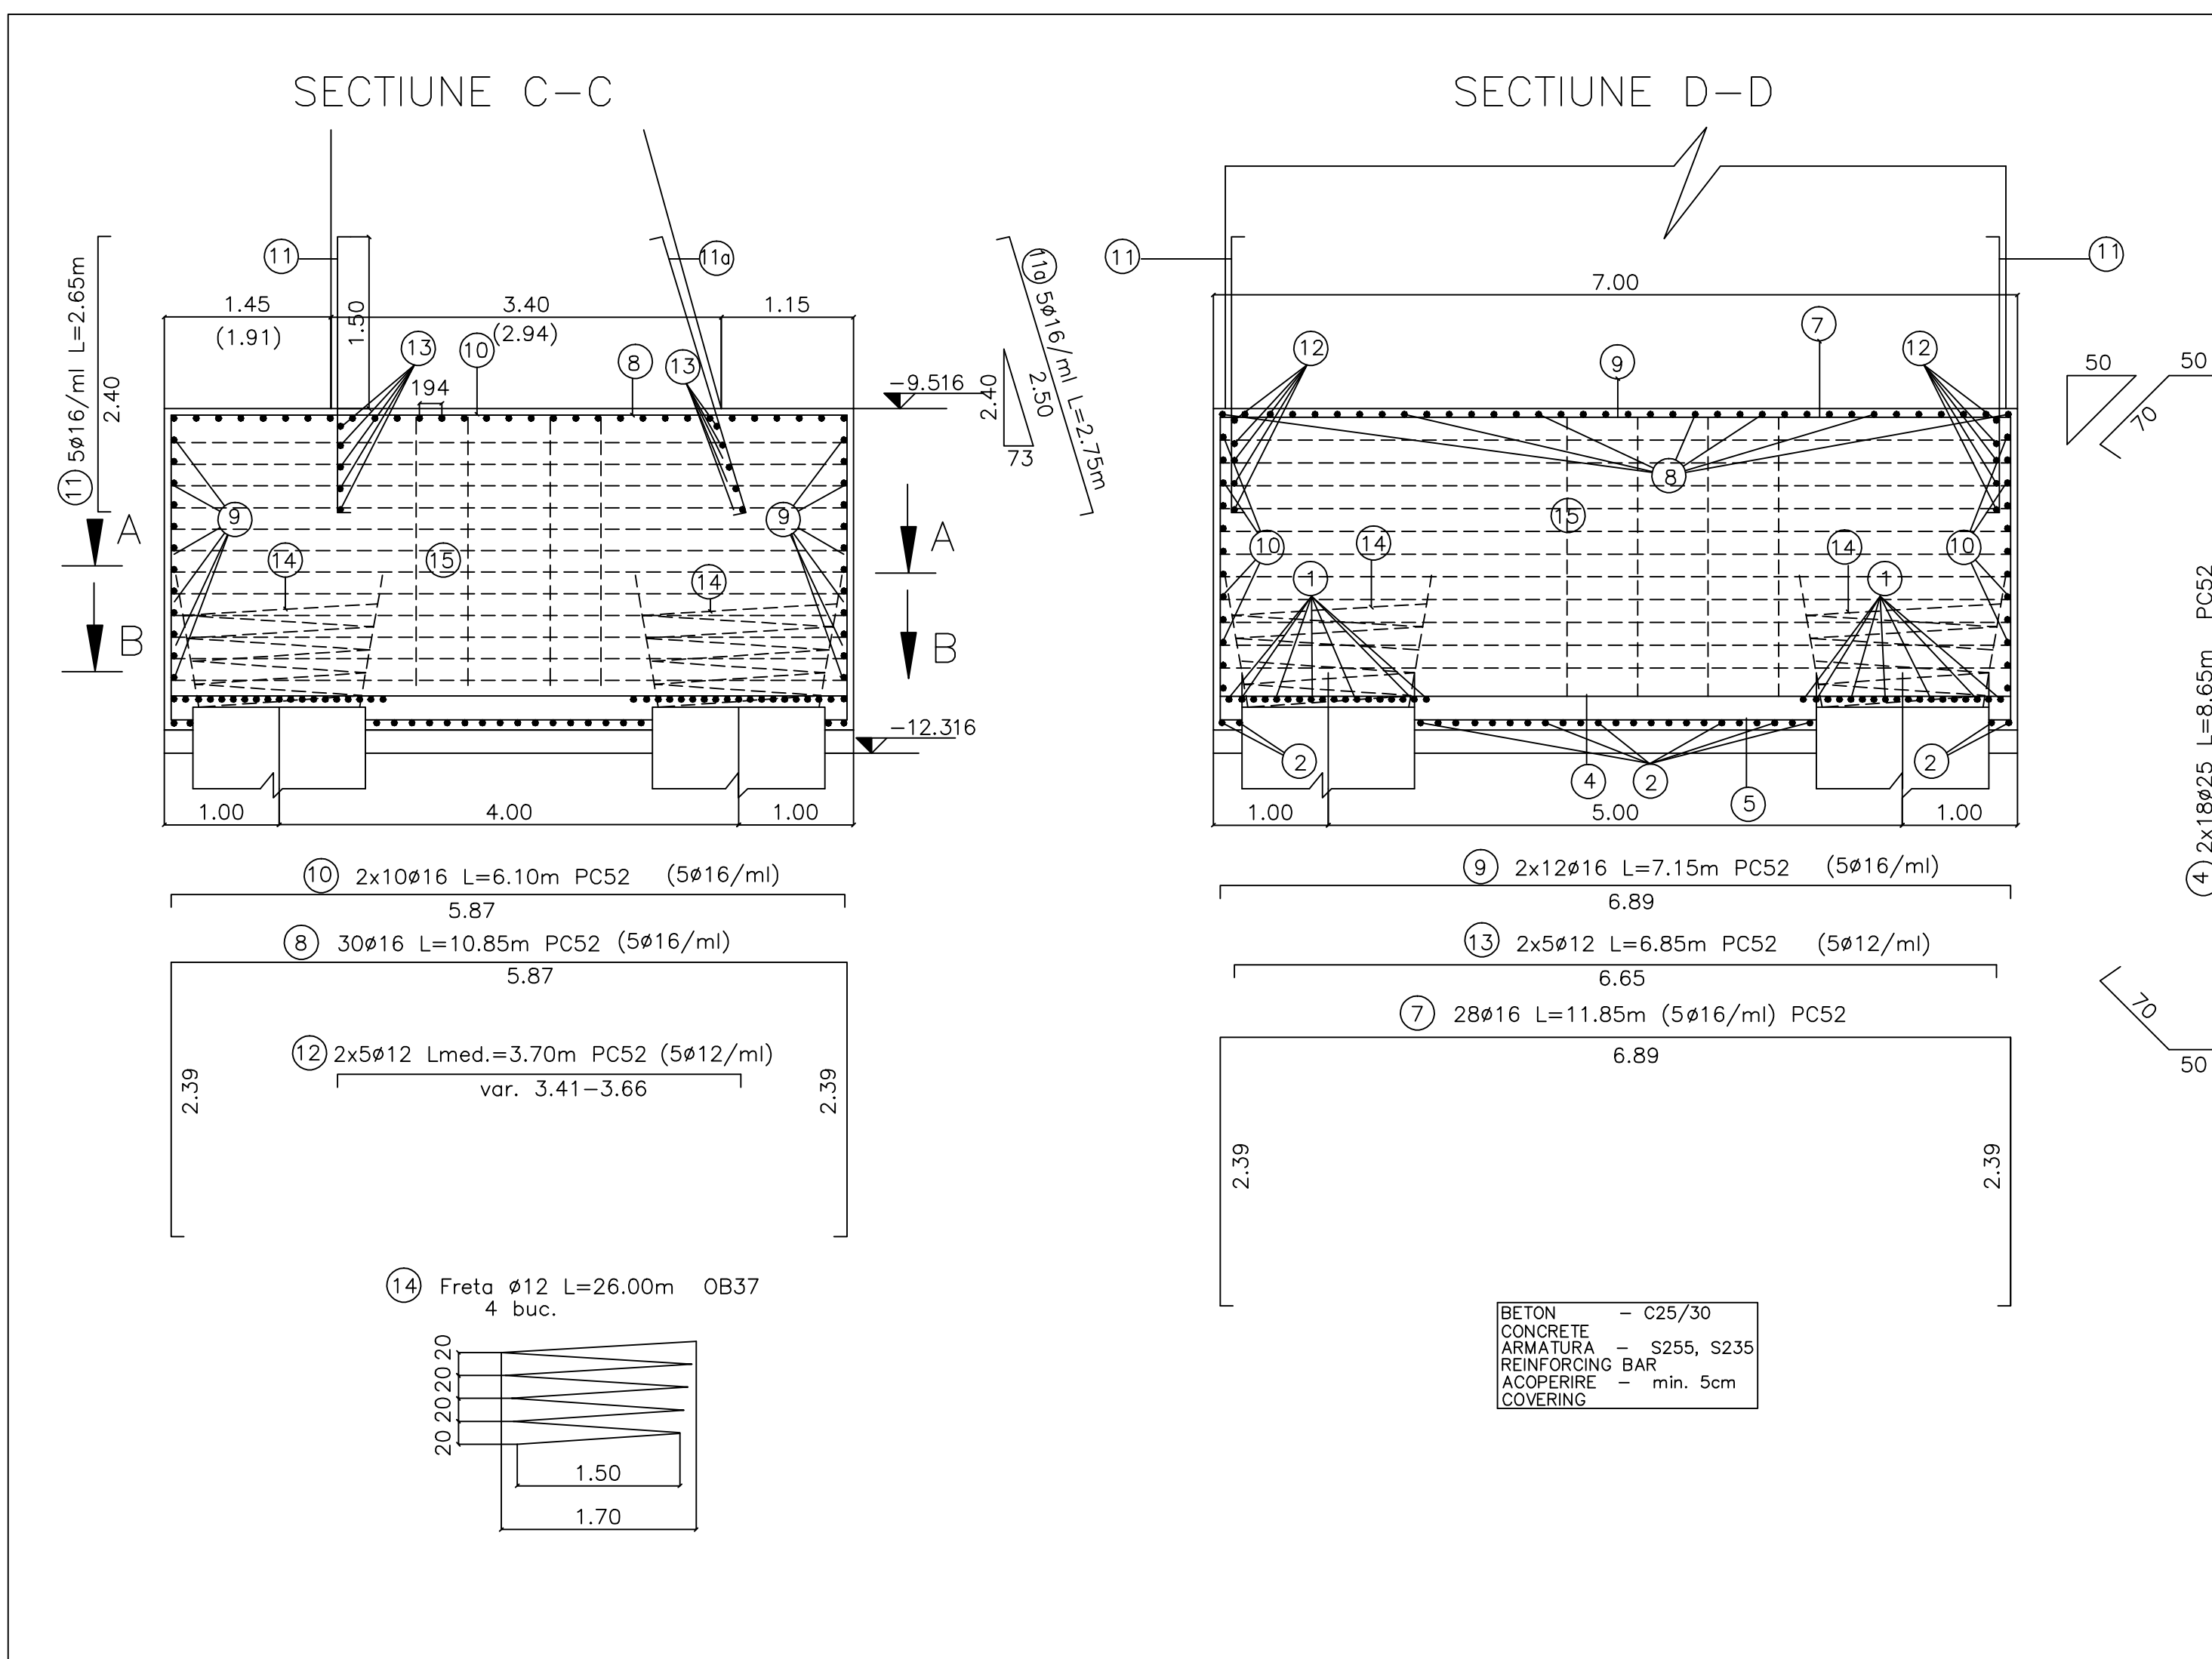 SECTIUNE C-C
11
11a
1.45
3.40
1.15
(1.91)
(2.94)
1.50
13
10
8
13
194
11 5ø16/ml L=2.65m
2.40
-9.516
2.40
73
2.50
11a 5ø16/ml L=2.75m
9
9
14
15
14
A
A
B
B
-12.316
1.00
4.00
1.00
10 2x10ø16 L=6.10m PC52 (5ø16/ml)
5.87
8 30ø16 L=10.85m PC52 (5ø16/ml)
5.87
2.39
2.39
12 2x5ø12 Lmed.=3.70m PC52 (5ø12/ml)
var. 3.41-3.66
14 Freta ø12 L=26.00m OB37
4 buc.
20
20
20
20
1.50
1.70
SECTIUNE D-D
11
11
7.00
12
9
7
12
8
15
10
14
14
10
1
1
2
4
2
5
2
1.00
5.00
1.00
9 2x12ø16 L=7.15m PC52 (5ø16/ml)
6.89
13 2x5ø12 L=6.85m PC52 (5ø12/ml)
6.65
7 28ø16 L=11.85m (5ø16/ml) PC52
6.89
2.39
2.39
BETON - C25/30
CONCRETE
ARMATURA - S255, S235
REINFORCING BAR
ACOPERIRE - min. 5cm
COVERING
50
50
70
4 2x18ø25 L=8.65m PC52
70
50